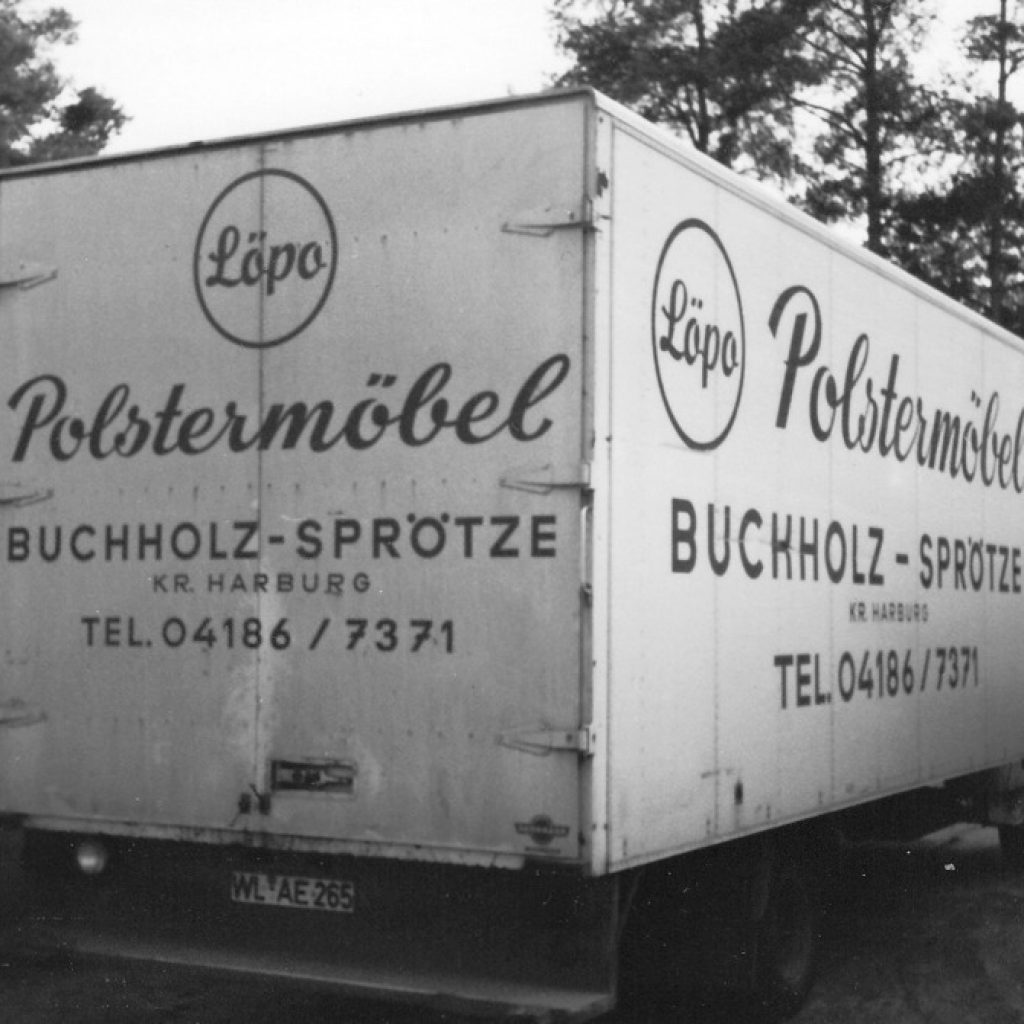 Löpo
Polstermöbel
BUCHHOLZ-SPRÖTZE
KR. HARBURG
TEL. 04186 / 7371
WL AE 265
Löpo
Polstermöbel
BUCHHOLZ-SPRÖTZE
KR. HARBURG
TEL. 04186/7371